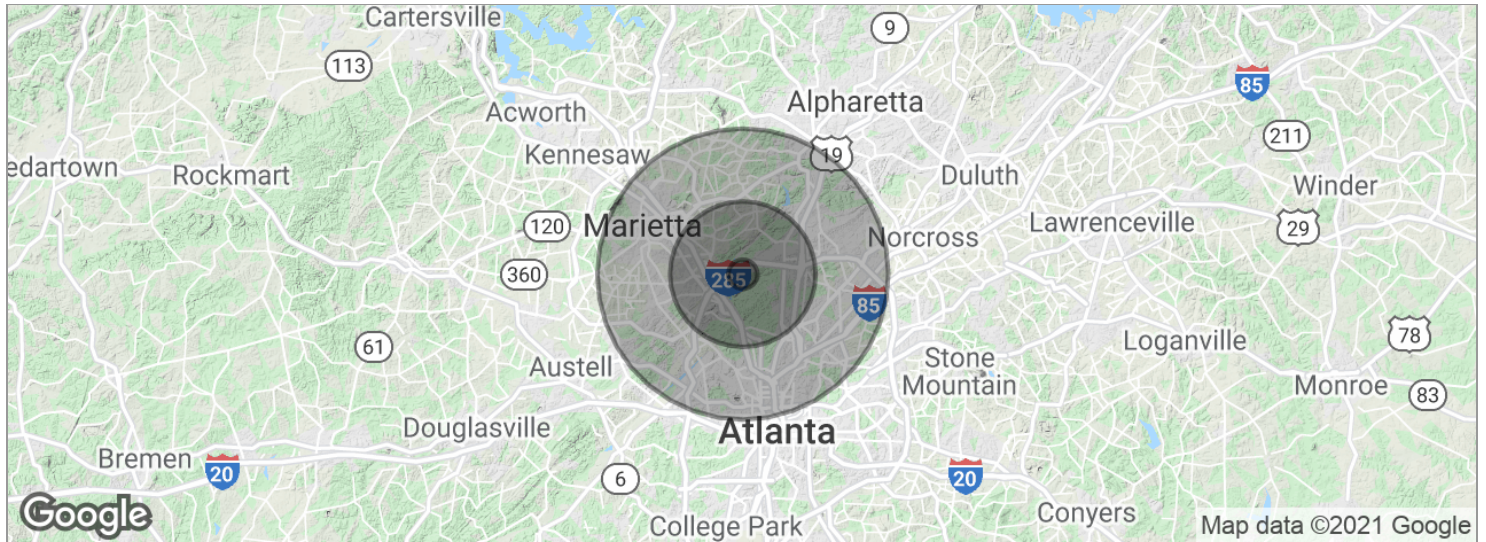 Cartersville
9
113
85
Alpharetta
Acworth
211
Kennesaw
19
edartown
Rockmart
Duluth
Winder
Marietta
120
Lawrenceville
29
Norcross
360
285
85
61
78
Loganville
Austell
Stone
Mountain
Monroe
83
Douglasville
Atlanta
Bremen
20
6
20
Google
College Park
Conyers
Map data ©2021 Google